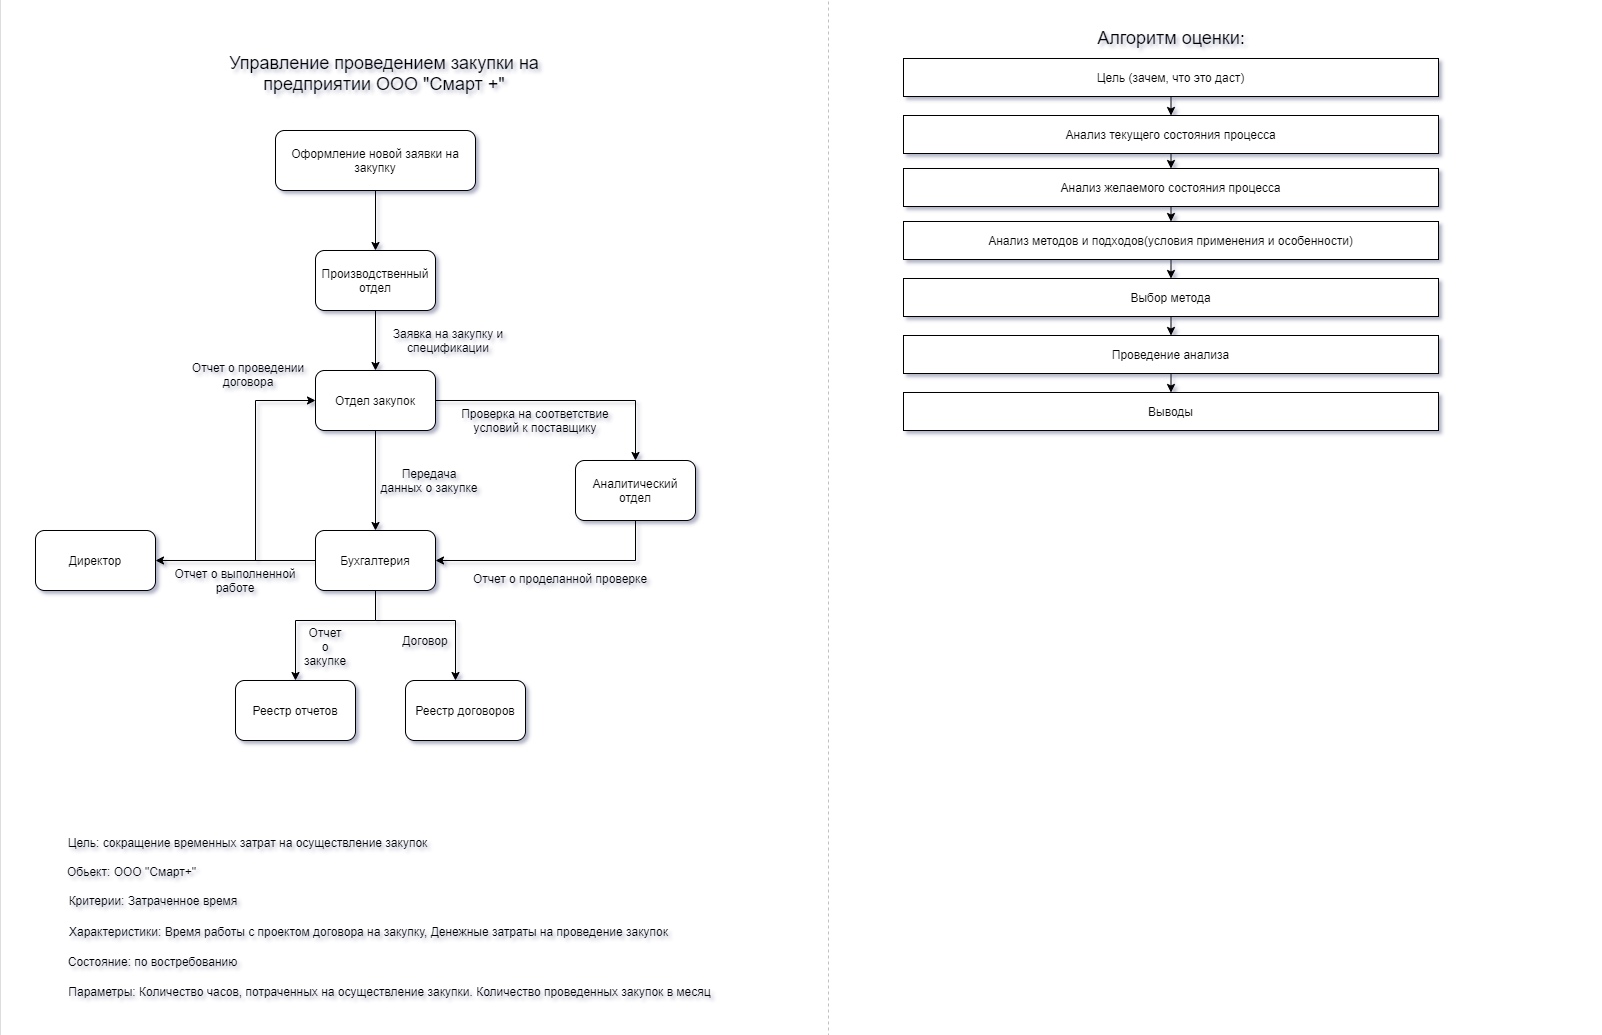 Управление проведением закупки на
предприятии ООО "Смарт +"
Оформление новой заявки на
закупку
Производственный
отдел
Заявка на закупку и
спецификации
Отчет о проведении
договора
Отдел закупок
Проверка на соответствие
условий к поставщику
Передача
данных о закупке
Аналитический
отдел
Директор
Бухгалтерия
Отчет о выполненной
работе
Отчет о проделанной проверке
Отчет
о
закупке
Договор
Реестр отчетов
Реестр договоров
Цель: сокращение временных затрат на осуществление закупок
Обьект: ООО "Смарт+"
Критерии: Затраченное время
Характеристики: Время работы с проектом договора на закупку, Денежные затраты на проведение закупок
Состояние: по востребованию
Параметры: Количество часов, потраченных на осуществление закупки. Количество проведенных закупок в месяц
Алгоритм оценки:
Цель (зачем, что это даст)
Анализ текущего состояния процесса
Анализ желаемого состояния процесса
Анализ методов и подходов(условия применения и особенности)
Выбор метода
Проведение анализа
Выводы